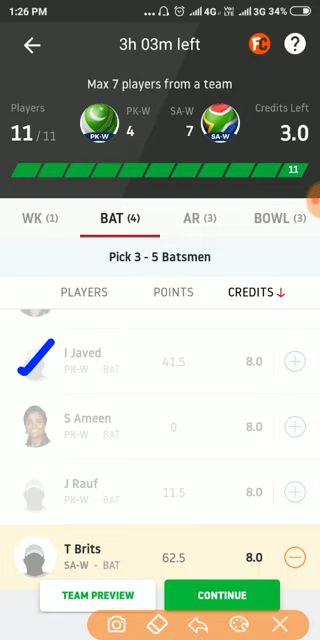 1:26 PM ... 4G Vo) LTE 3G 34%
3h 03m left FC ?
Max 7 players from a team
Players PK-W SA-W Credits Left
11/11 PK-W 4 7 SA-W 3.0
11
WK (1) BAT (4) AR (3) BOWL (3)
Pick 3 - 5 Batsmen
PLAYERS POINTS CREDITS ↓
I Javed
PK-W - BAT 41.5 8.0
S Ameen
PK-W - BAT 0 8.0
J Rauf
PK-W - BAT 11.5 8.0
T Brits
SA-W - BAT 62.5 8.0
TEAM PREVIEW CONTINUE